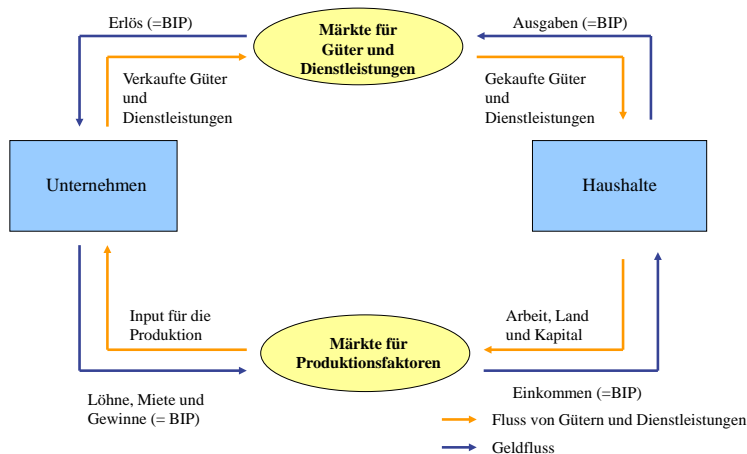 Erlös (=BIP)
Märkte für
Güter und
Dienstleistungen
Ausgaben (=BIP)
Verkaufte Güter
und
Dienstleistungen
Gekaufte Güter
und
Dienstleistungen
Unternehmen
Haushalte
Input für die
Produktion
Märkte für
Produktionsfaktoren
Arbeit, Land
und Kapital
Löhne, Miete und
Gewinne (= BIP)
Einkommen (=BIP)
Fluss von Gütern und Dienstleistungen
Geldfluss